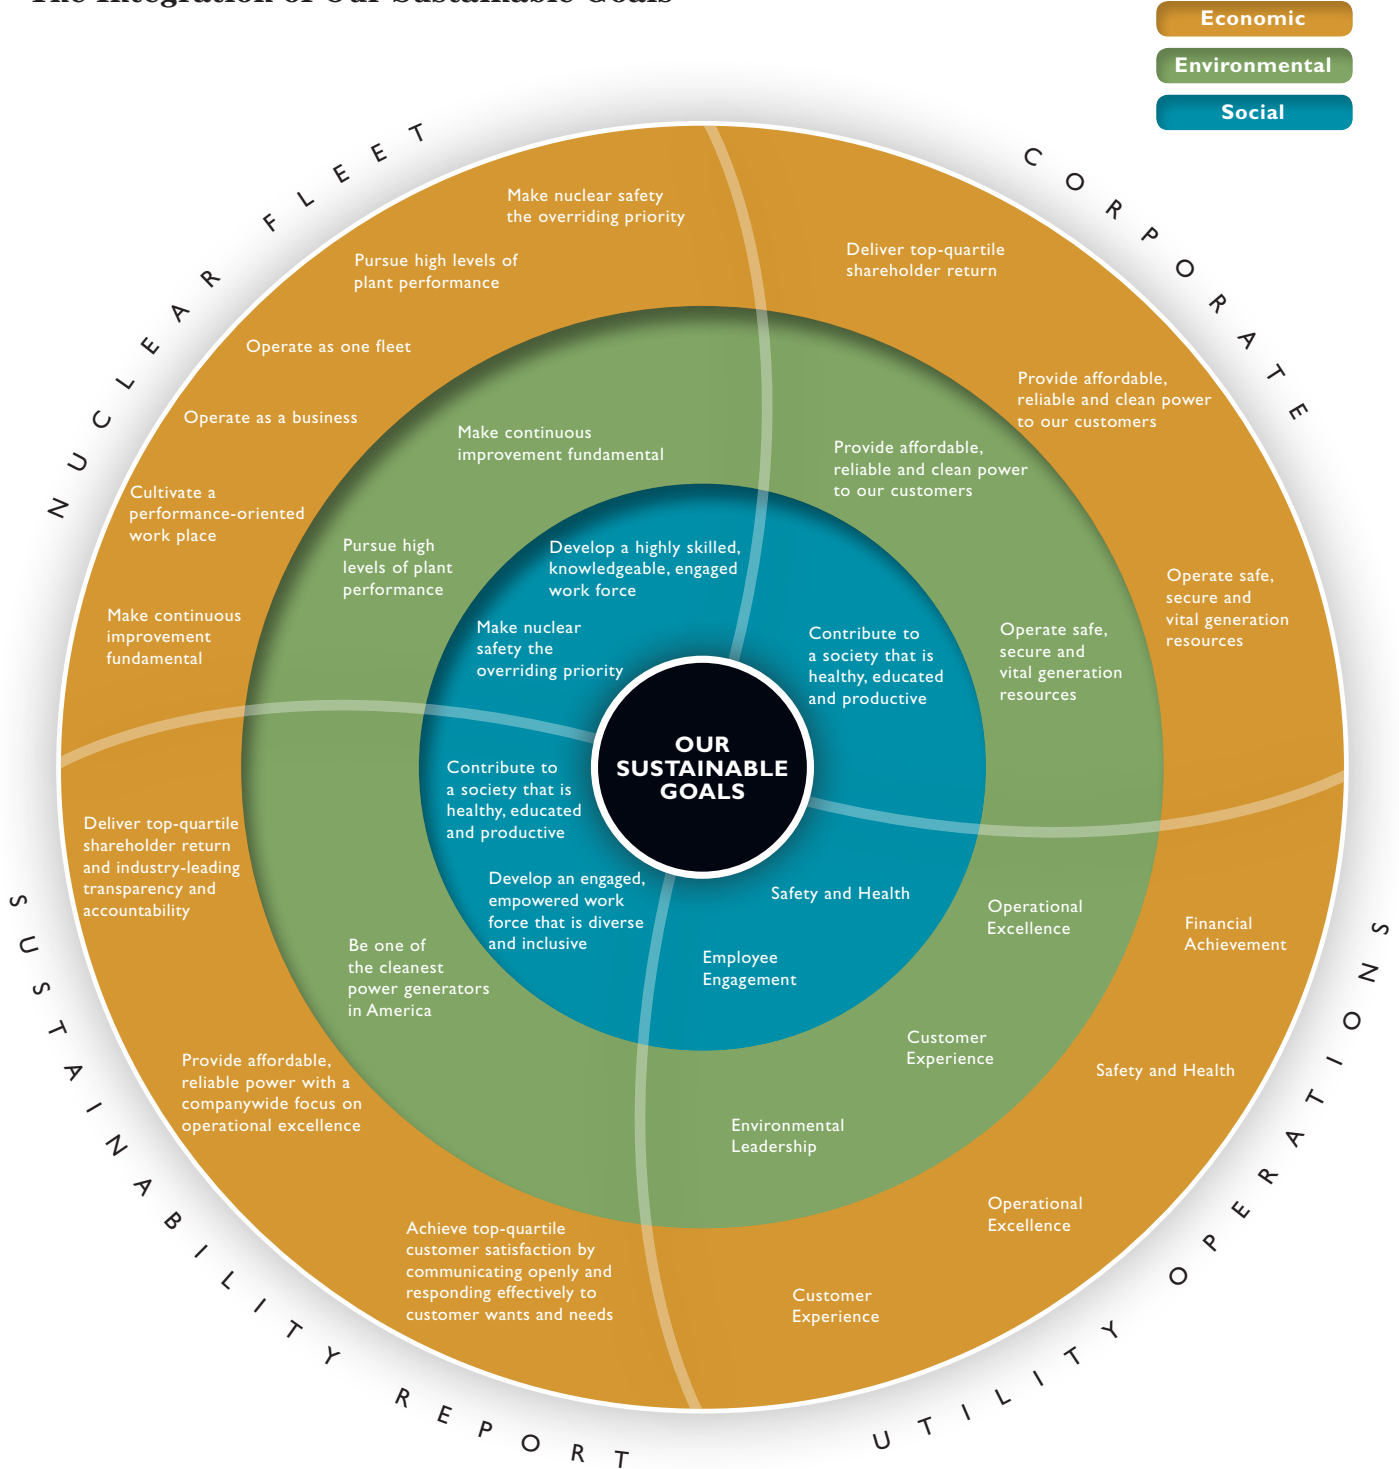 The Integration of Our Sustainable Goals
Economic
Environmental
Social
NUCLEAR FLEET
CORPORATE
SUSTAINABILITY REPORT
UTILITY OPERATIONS
Make nuclear safety
the overriding priority
Pursue high levels of
plant performance
Operate as one fleet
Operate as a business
Cultivate a
performance-oriented
work place
Make continuous
improvement
fundamental
Make continuous
improvement fundamental
Pursue high
levels of plant
performance
Develop a highly skilled,
knowledgeable, engaged
work force
Make nuclear
safety the
overriding priority
Deliver top-quartile
shareholder return
Provide affordable,
reliable and clean power
to our customers
Operate safe,
secure and
vital generation
resources
Provide affordable,
reliable and clean power
to our customers
Operate safe,
secure and
vital generation
resources
Contribute to
a society that is
healthy, educated
and productive
OUR
SUSTAINABLE
GOALS
Contribute to
a society that is
healthy, educated
and productive
Develop an engaged,
empowered work
force that is diverse
and inclusive
Be one of
the cleanest
power generators
in America
Deliver top-quartile
shareholder return
and industry-leading
transparency and
accountability
Provide affordable,
reliable power with a
companywide focus on
operational excellence
Achieve top-quartile
customer satisfaction by
communicating openly and
responding effectively to
customer wants and needs
Safety and Health
Employee
Engagement
Operational
Excellence
Customer
Experience
Environmental
Leadership
Financial
Achievement
Safety and Health
Operational
Excellence
Customer
Experience